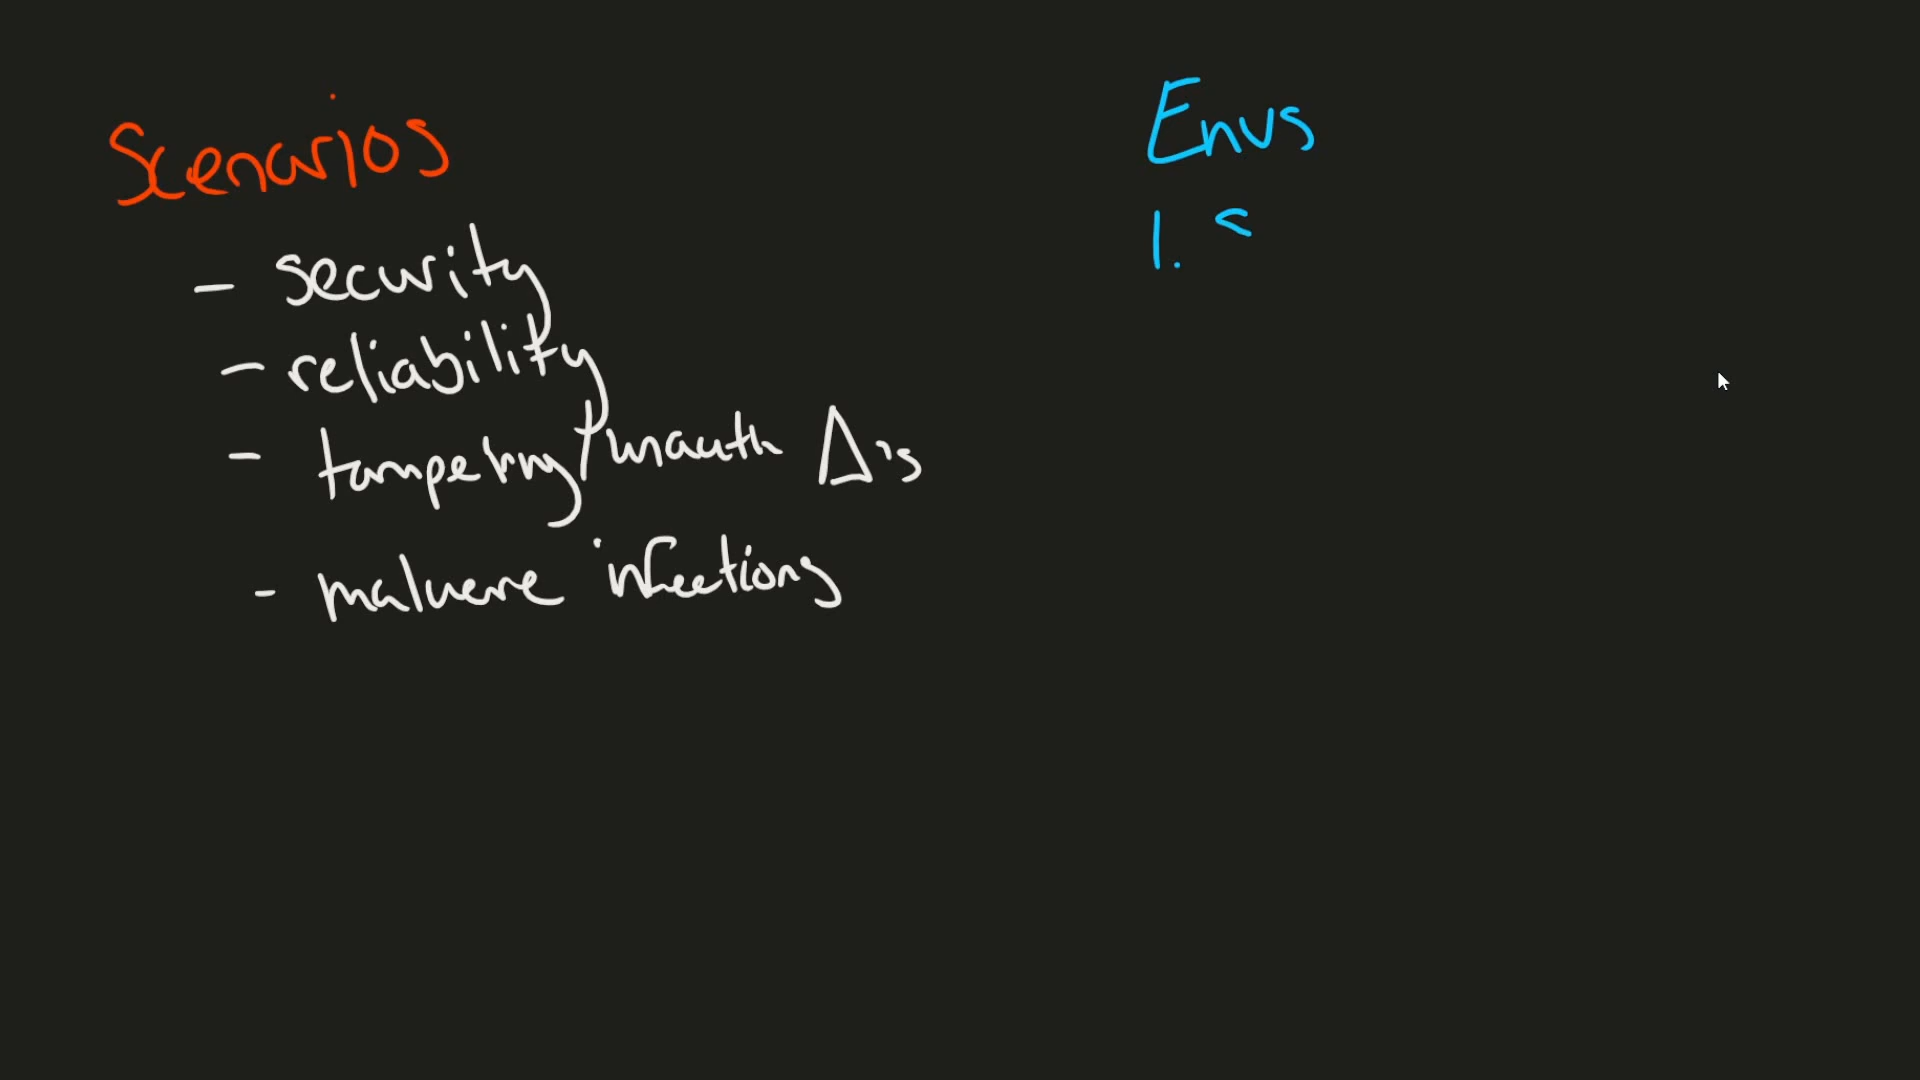 Scenarios
- security
- reliability
- tampering/unauth Δ's
- malware infections
Envs
1.